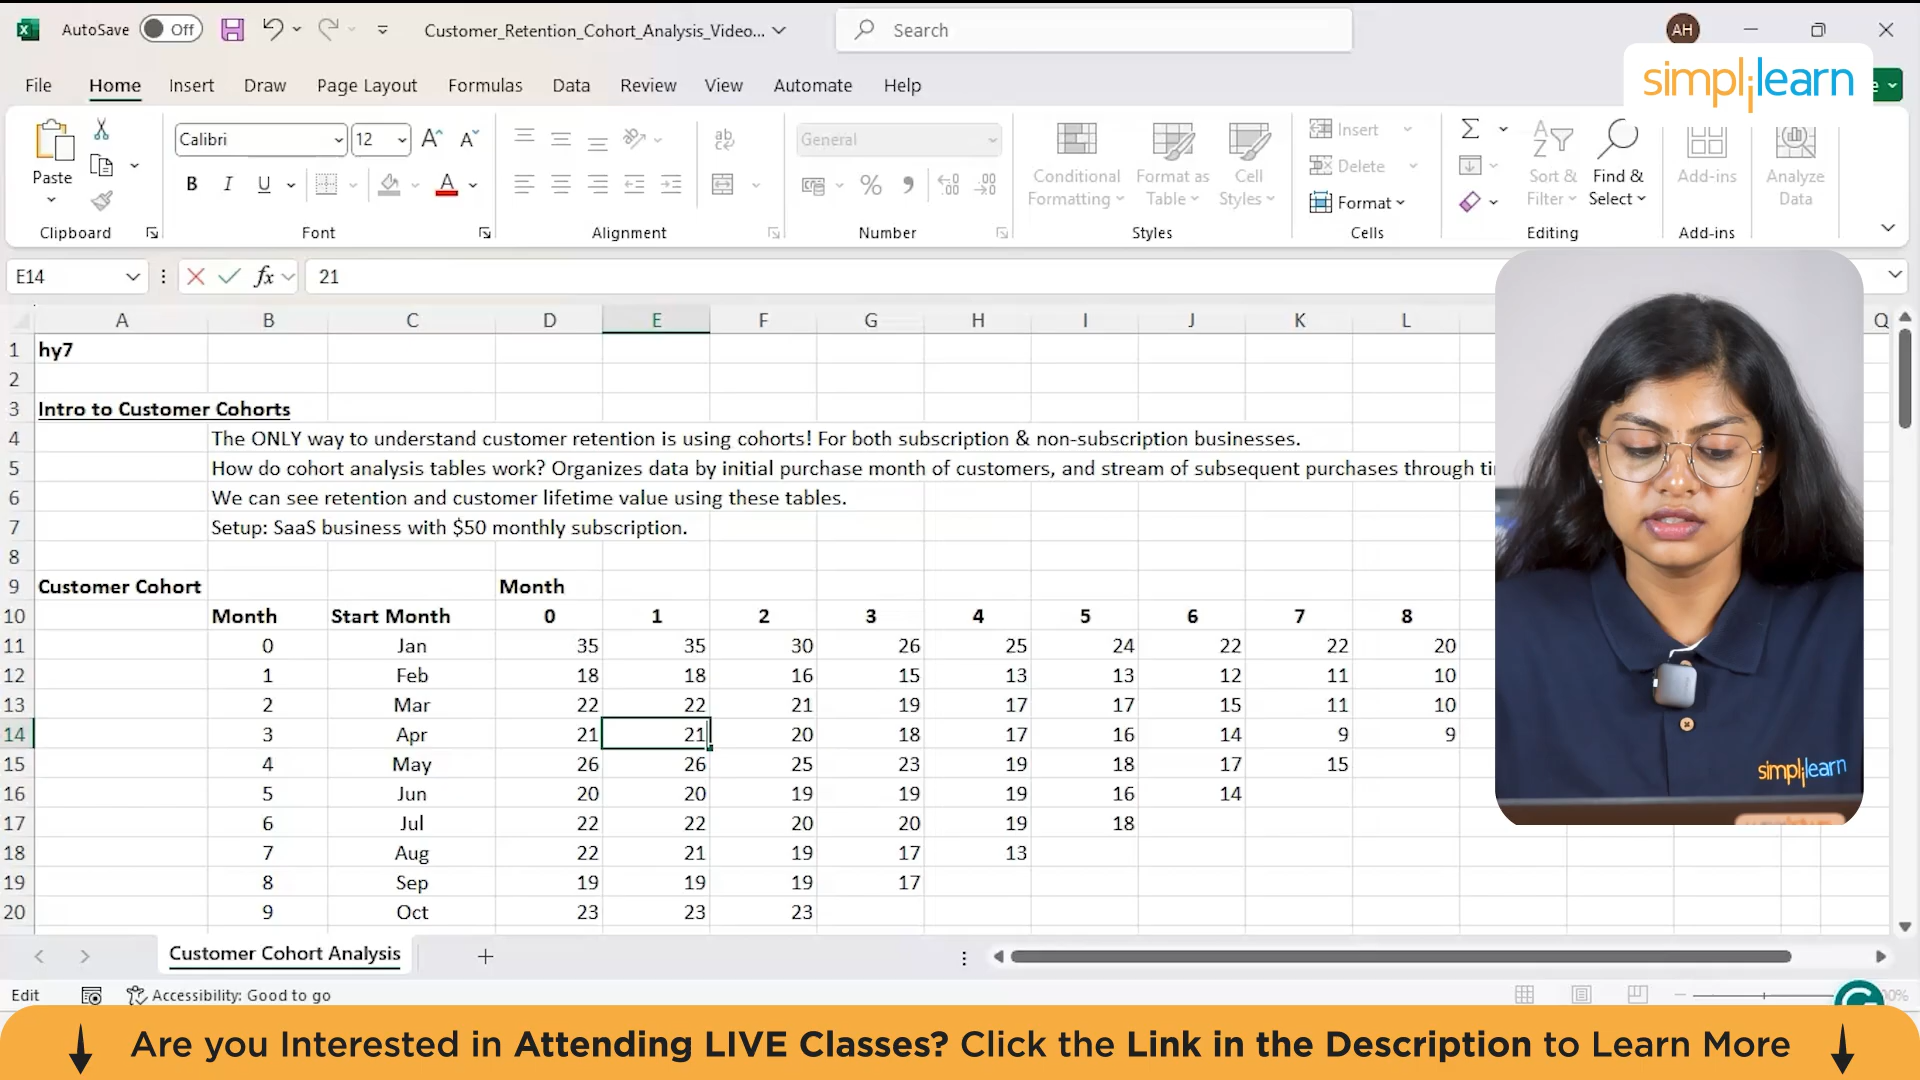 AutoSave Off Customer_Retention_Cohort_Analysis_Video... Search AH
File Home Insert Draw Page Layout Formulas Data Review View Automate Help
simplilearn
Calibri 12 General
Paste
Conditional Formatting
Format as Table
Cell Styles
Insert
Delete
Format
Sort & Filter
Find & Select
Add-ins
Analyze Data
Clipboard Font Alignment Number Styles Cells Editing Add-ins
E14 fx 21
A B C D E F G H I J K L Q
1 hy7
2
3 Intro to Customer Cohorts
4 The ONLY way to understand customer retention is using cohorts! For both subscription & non-subscription businesses.
5 How do cohort analysis tables work? Organizes data by initial purchase month of customers, and stream of subsequent purchases through
6 We can see retention and customer lifetime value using these tables.
7 Setup: SaaS business with $50 monthly subscription.
8
9 Customer Cohort Month
10 Month Start Month 0 1 2 3 4 5 6 7 8
11 0 Jan 35 35 30 26 25 24 22 22 20
12 1 Feb 18 18 16 15 13 13 12 11 10
13 2 Mar 22 22 21 19 17 17 15 11 10
14 3 Apr 21 21 20 18 17 16 14 9 9
15 4 May 26 26 25 23 19 18 17 15
16 5 Jun 20 20 19 19 19 16 14
17 6 Jul 22 22 20 20 19 18
18 7 Aug 22 21 19 17 13
19 8 Sep 19 19 19 17
20 9 Oct 23 23 23
simplilearn
Customer Cohort Analysis
Edit Accessibility: Good to go
Are you Interested in Attending LIVE Classes? Click the Link in the Description to Learn More